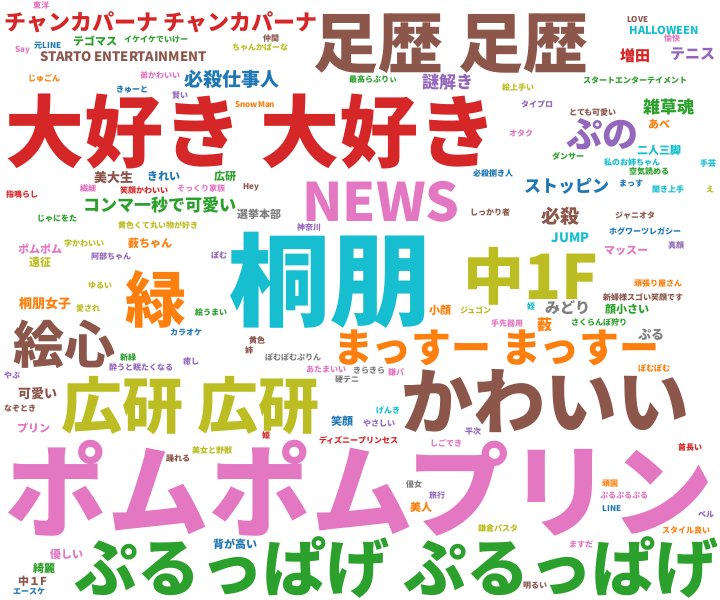 東洋
チャンカパーナ チャンカパーナ
足歴 足歴
LOVE
HALLOWEEN
愉快
Say
元LINE
テゴマス
イケイケでいけー
仲間
ちゃんかぱーな
増田
テニス
STARTO ENTERTAINMENT
じゅごん
弟かわいい
必殺仕事人
最高らぶりぃ
謎解き
絵上手い
スタートエンターテイメント
きゅーと
賢い
Snow Man
タイプロ
雑草魂
大好き 大好き
とても可愛い
ぷの
あべ
オタク
二人三脚
ダンサー
私のお姉ちゃん
手芸
空気読める
美大生
きれい
広研
必殺捌き人
ストッピン
まっす
聞き上手
え
指鳴らし
繊細
笑顔かわいい
そっくり家族
Hey
NEWS
コンマ一秒で可愛い
選挙本部
しっかり者
必殺
ジャニオタ
じゃにをた
黄色くて丸い物が好き
神奈川
JUMP
ホグワーツレガシー
ポムポム
字かわいい
薮ちゃん
マッスー
真顔
遠征
阿部ちゃん
ぽむ
桐朋
中1F
ゆるい
緑
頑張り屋さん
新婦様スゴい笑顔です
桐朋女子
愛され
絵うまい
小顔
ジュゴン
姪
みどり
顔小さい
カラオケ
手先器用
薮
さくらんぼ狩り
絵心
黄色
まっすー まっすー
ぷる
新緑
姉
ぽむぽむぷりん
酔うと眠たくなる
癒し
あたまいい
きらきら
鎌パ
ぽむぽむ
やぶ
硬テニ
可愛い
広研 広研
かわいい
なぞとき
げんき
プリン
笑顔
やさしい
姫
ディズニープリンセス
平次
しごでき
首長い
美女と野獣
踊れる
ポムポムプリン
優女
頑固
旅行
ぷるぷるぷる
美人
LINE
ベル
鎌倉パスタ
スタイル良い
背が高い
ますだ
優しい
ぷるっぱげ ぷるっぱげ
綺麗
中１F
明るい
エースケ